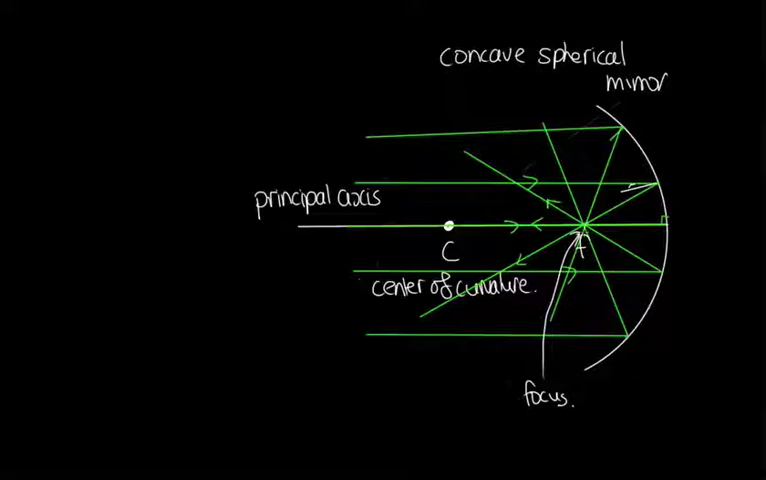 concave spherical
mirror
principal axis
C
f
center of curvature.
focus.